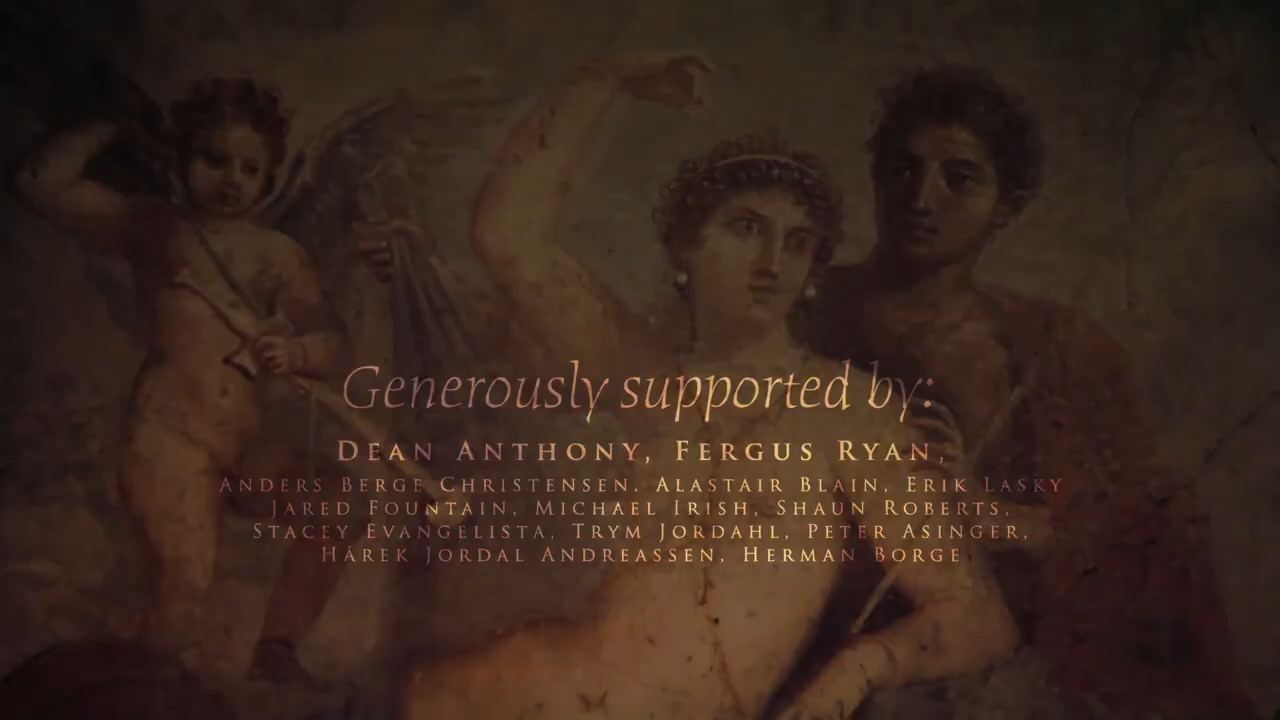 Generously supported by:
DEAN ANTHONY, FERGUS RYAN,
ANDERS BERGE CHRISTENSEN, ALASTAIR BLAIN, ERIK LASKY
JARED FOUNTAIN, MICHAEL IRISH, SHAUN ROBERTS,
STACEY EVANGELISTA, TRYM JORDAHL, PETER ASINGER,
HÅREK JORDAL ANDREASSEN, HERMAN BORGE